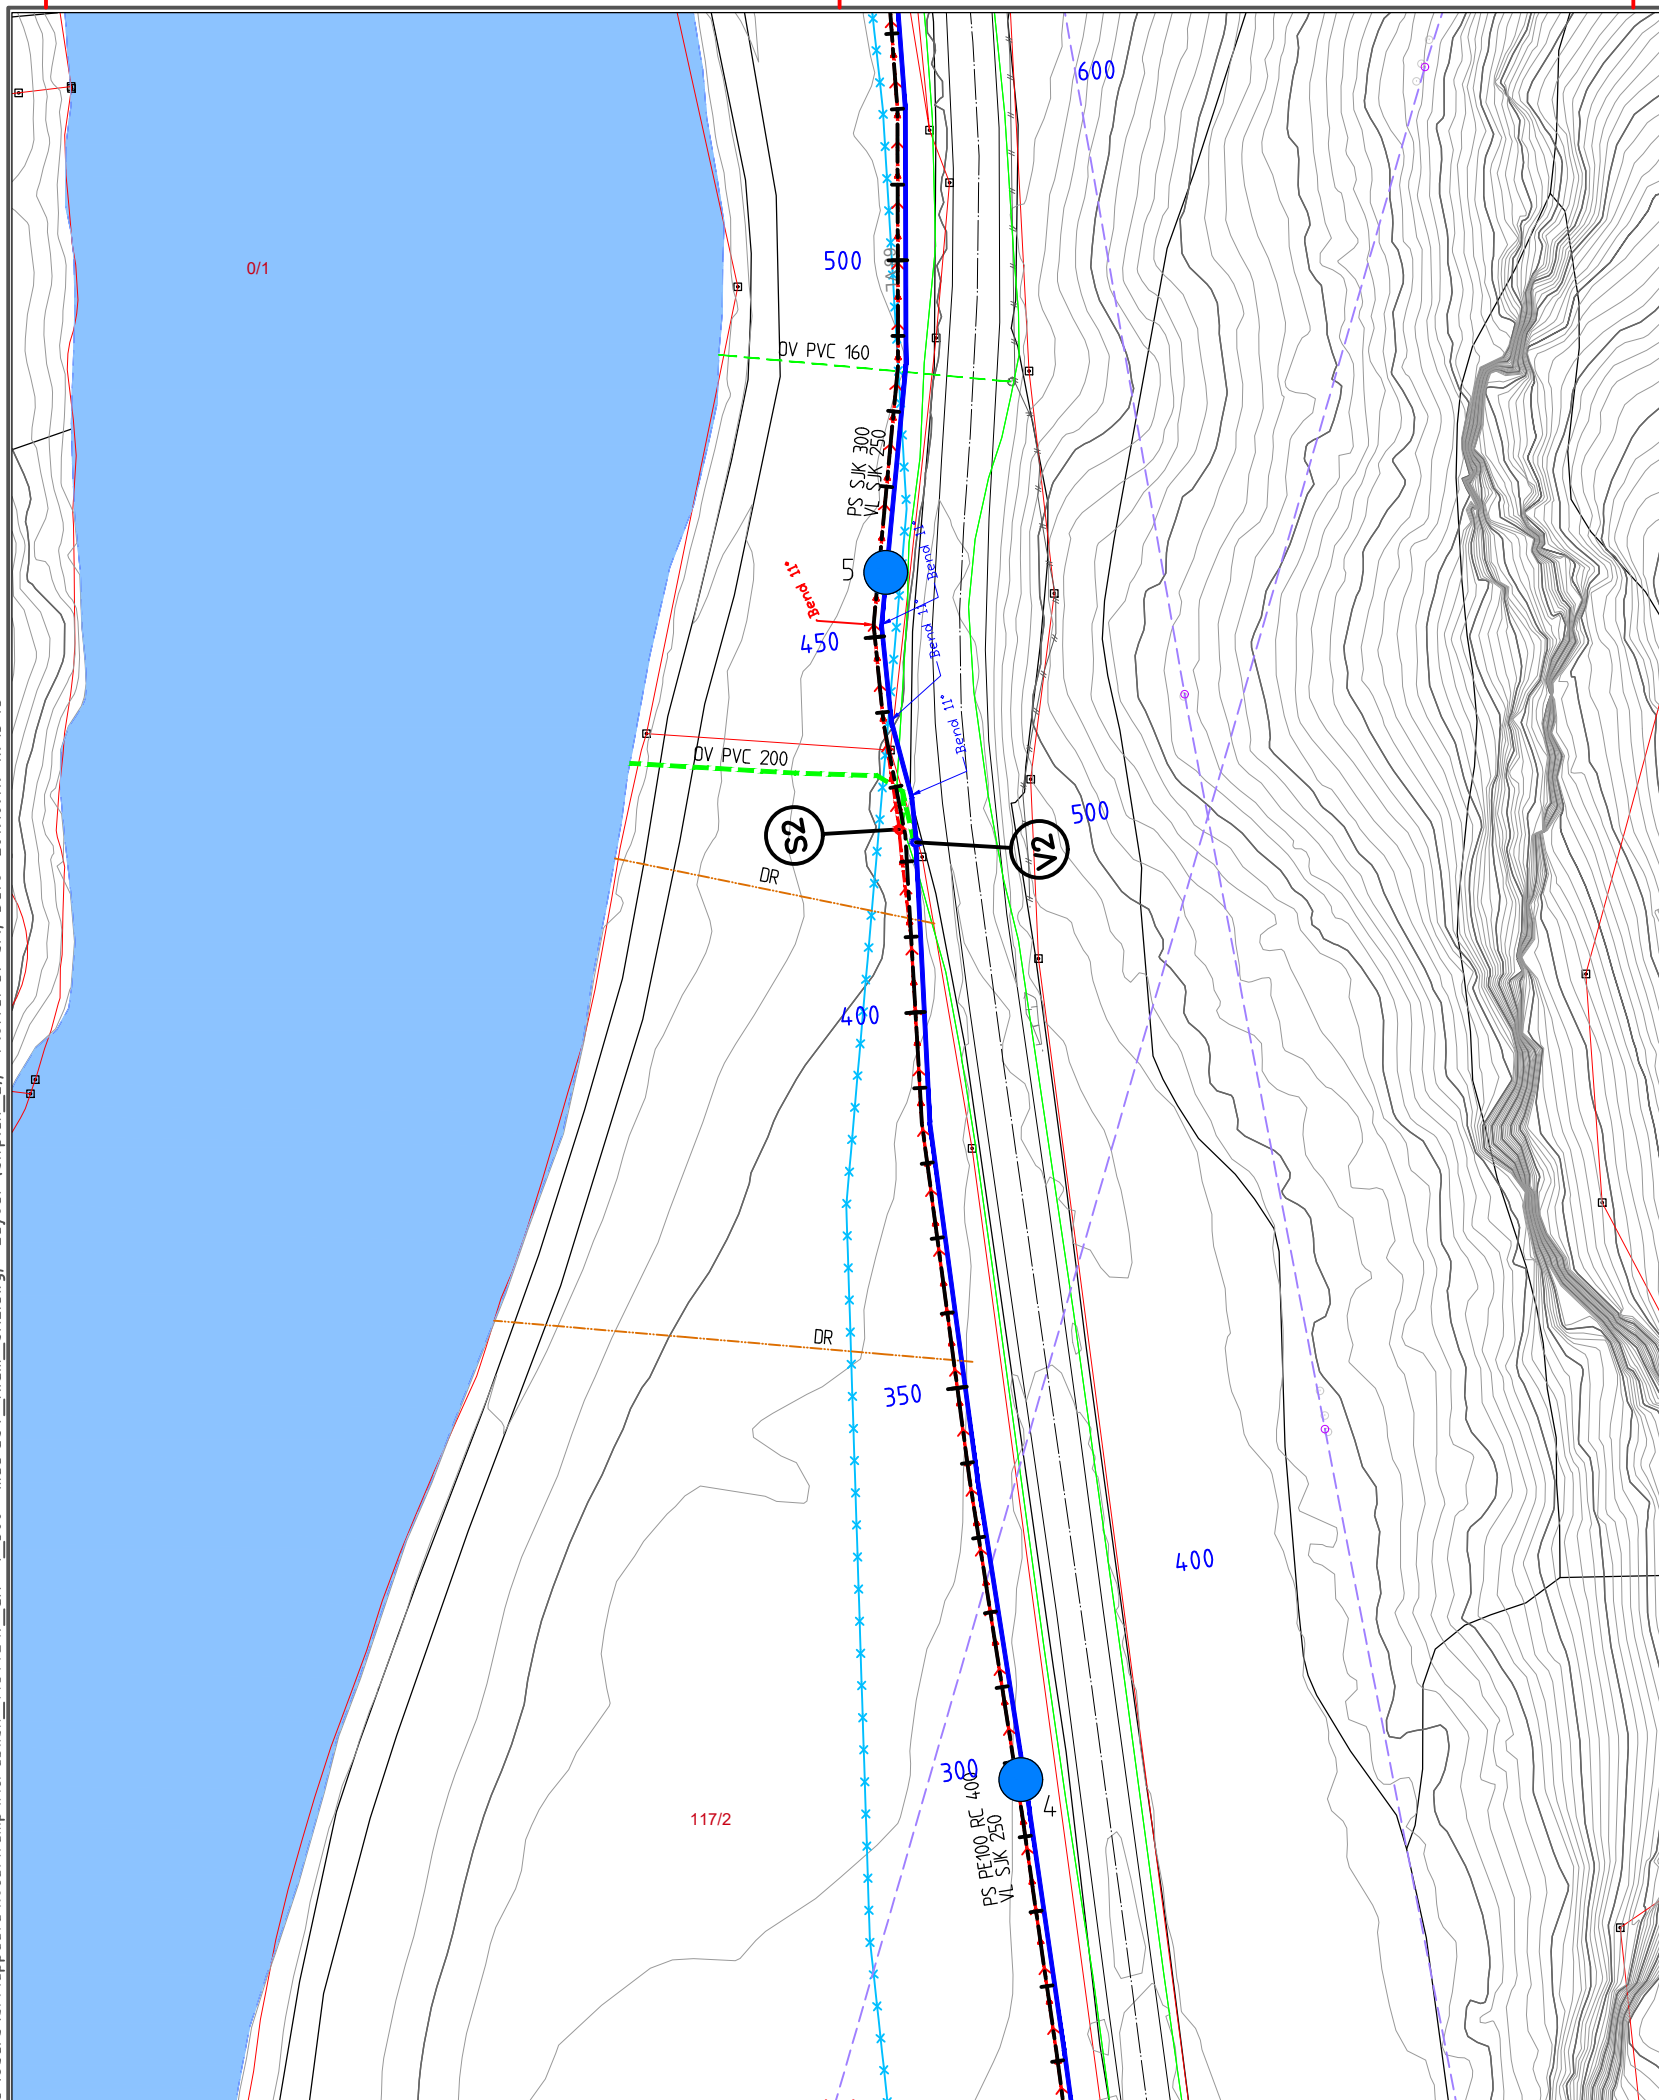 600
0/1
500
OV PVC 160
PS SJK 300
VL SJK 250
5
Bend 11°
Bend 11°
450
Bend 11°
Bend 11°
OV PVC 200
500
S2
V2
DR
400
DR
350
400
300
4
PS PE100 RC 400
VL SJK 250
117/2